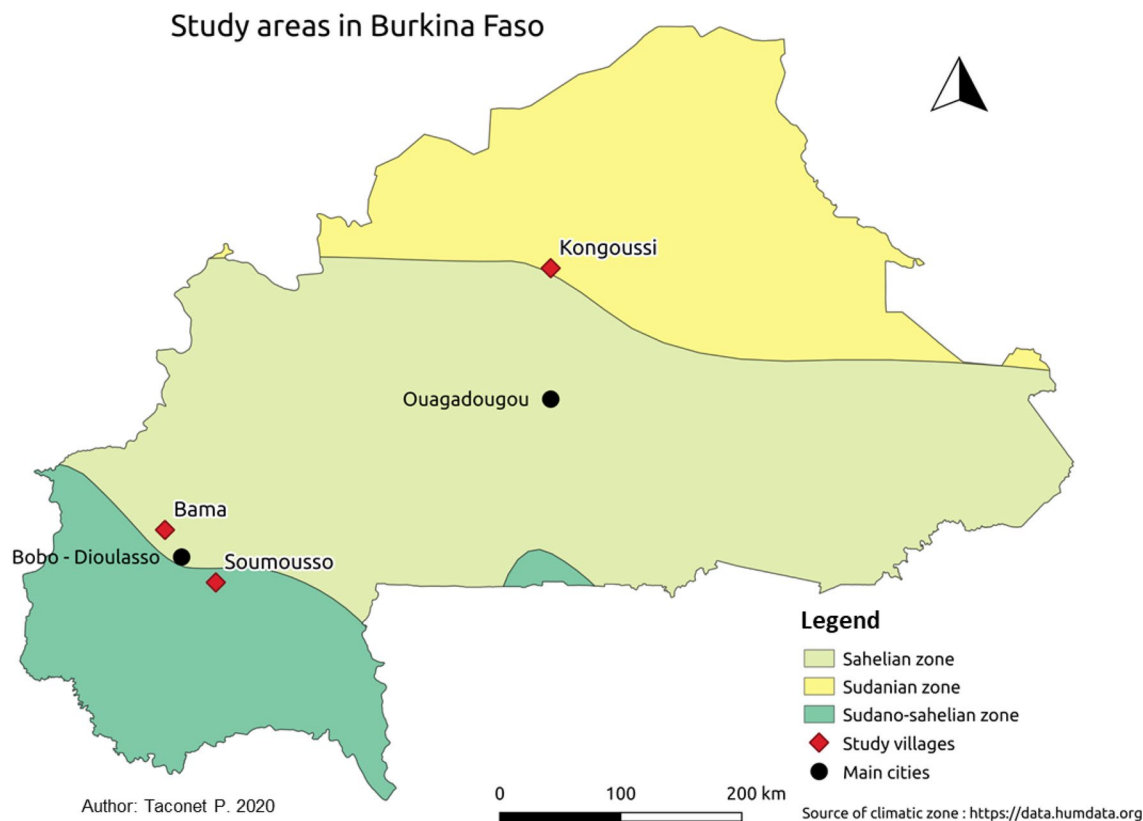 Study areas in Burkina Faso
Kongoussi
Ouagadougou
Bama
Bobo - Dioulasso
Soumousso
Legend
Sahelian zone
Sudanian zone
Sudano-sahelian zone
Study villages
Main cities
0 100 200 km
Author: Taconet P. 2020
Source of climatic zone : https://data.humdata.org